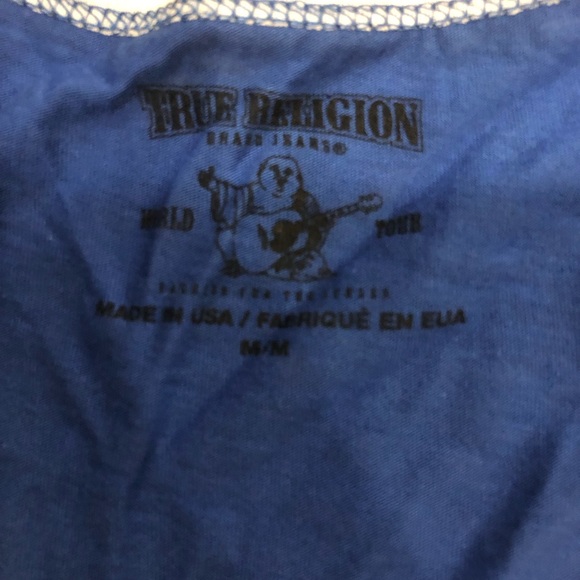 TRUE RELIGION
BRAND JEANS®
WORLD TOUR
MADE IN USA / FABRIQUÉ EN EUA
M/M